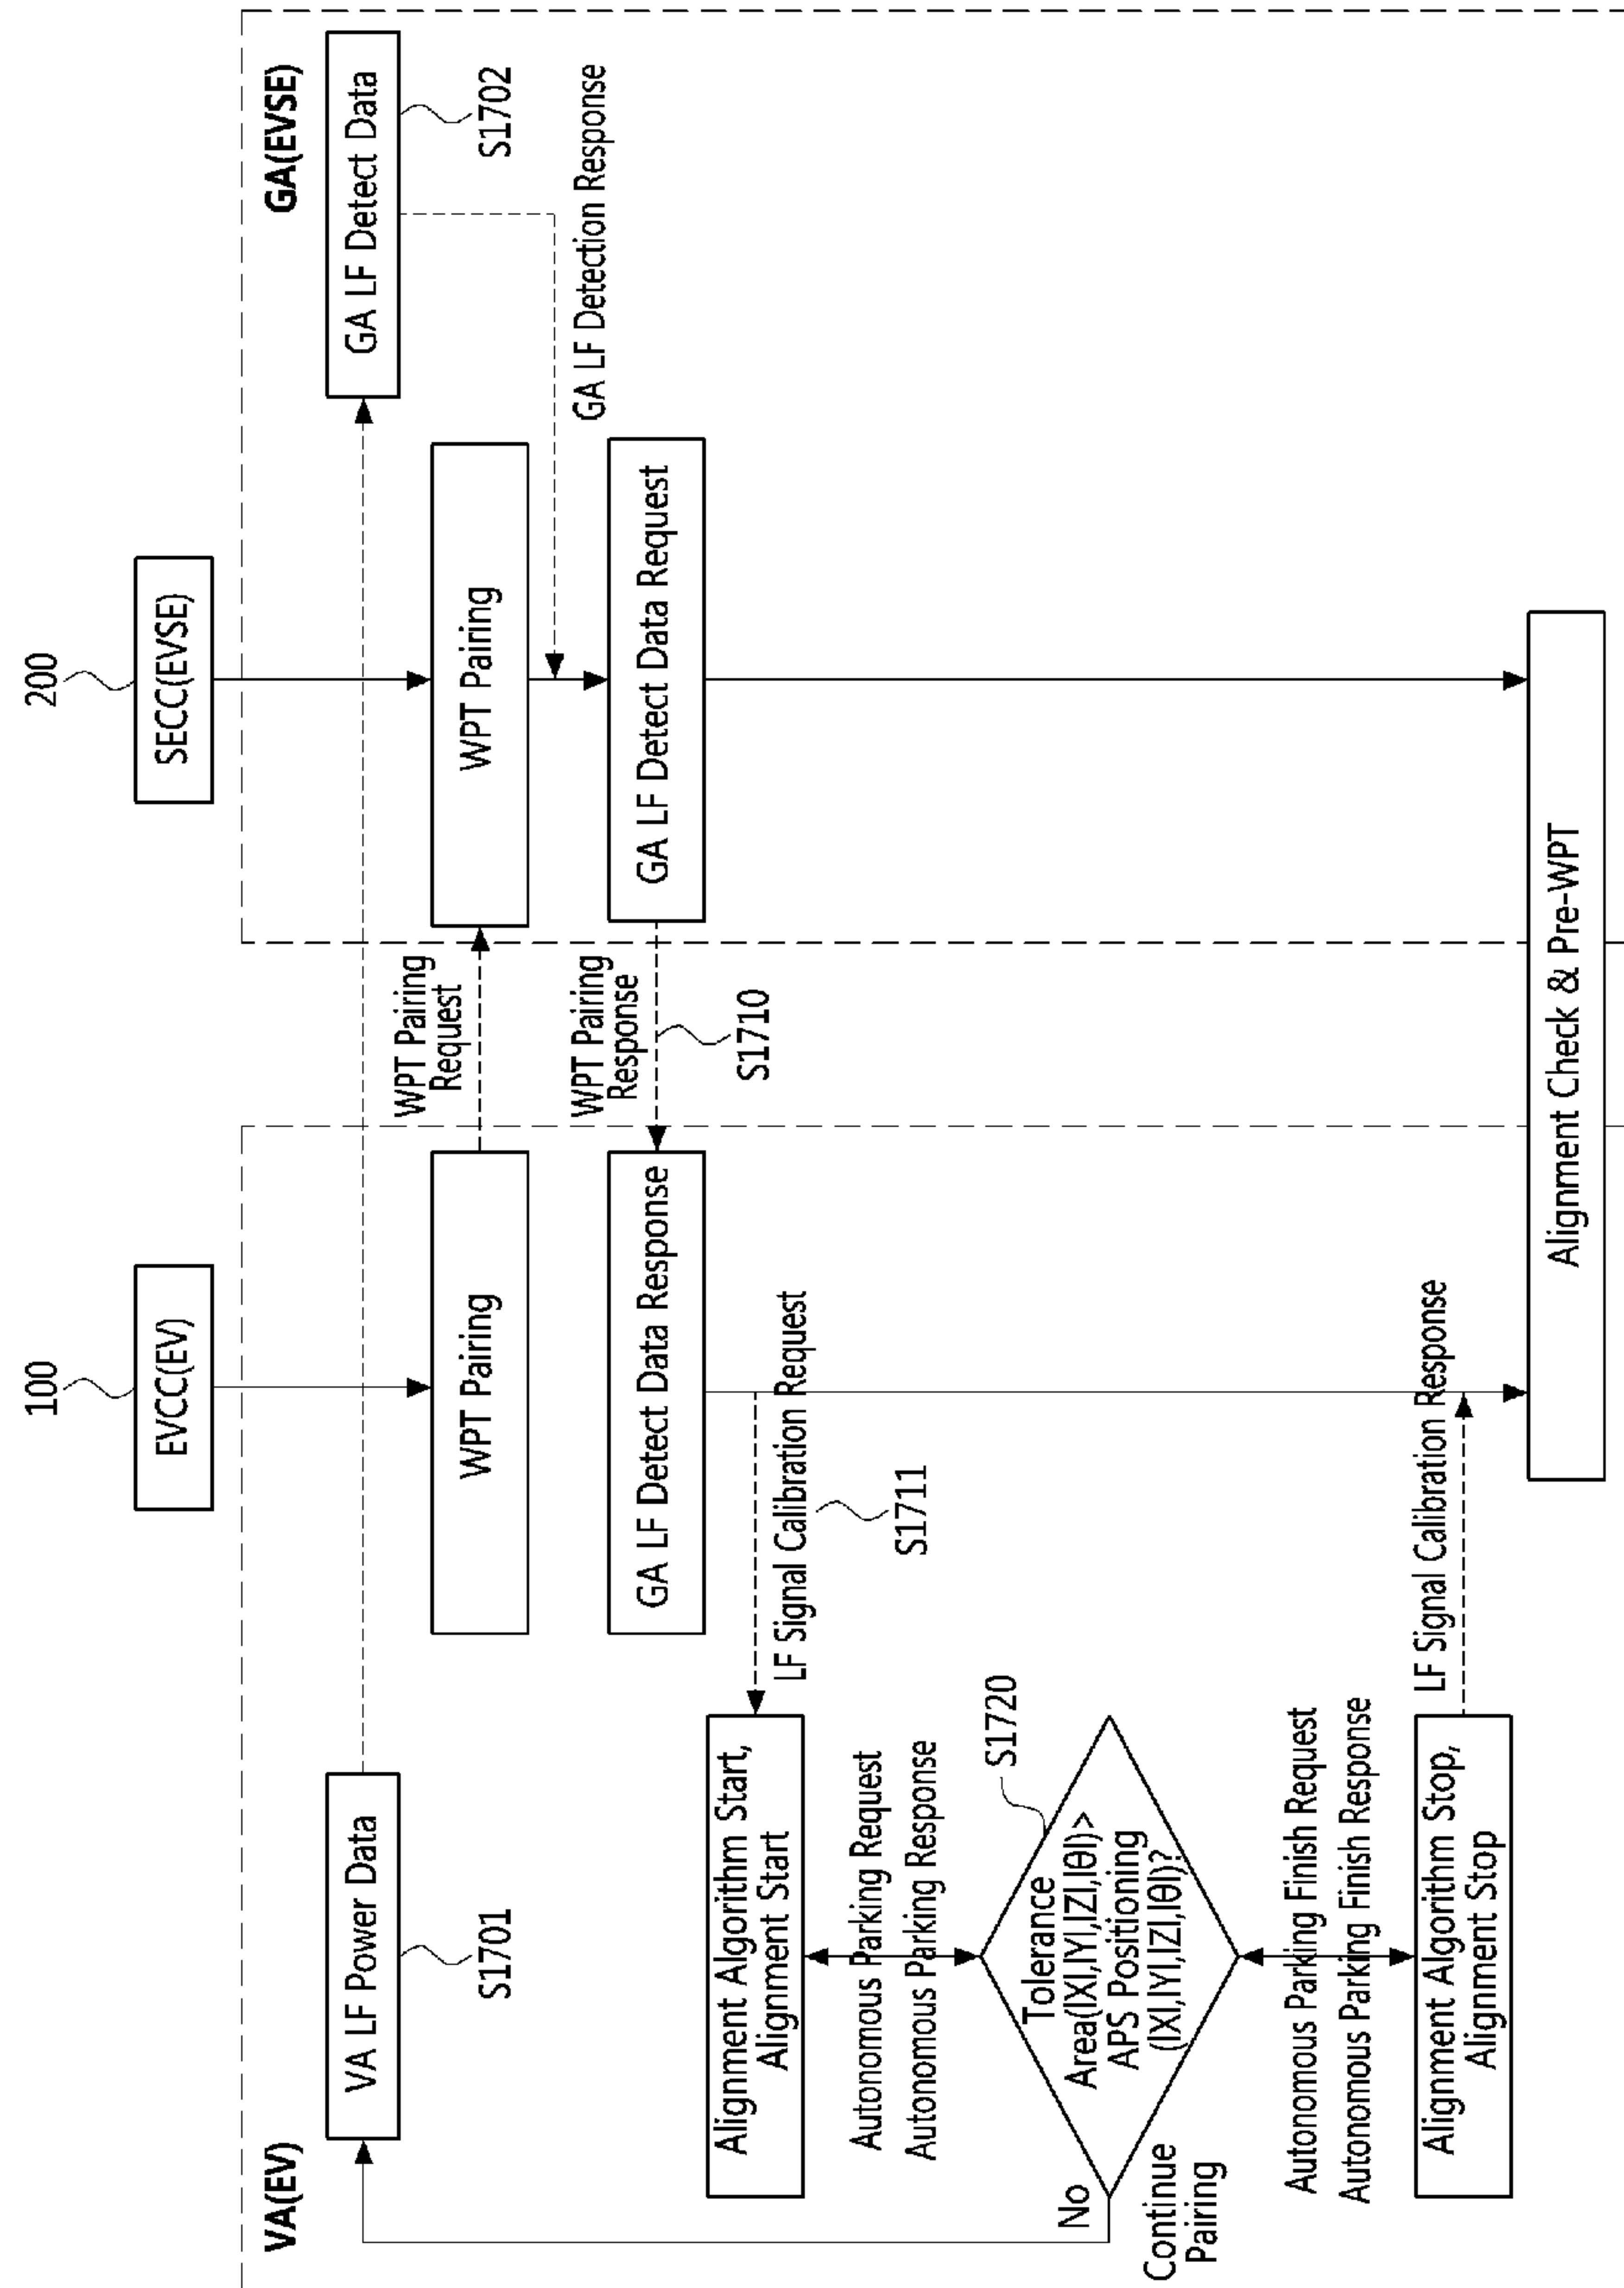 100
200
EVCC(EV)
SECC(EVSE)
VA(EV)
GA(EVSE)
VA LF Power Data
GA LF Detect Data
S1701
S1702
WPT Pairing
WPT Pairing
Request
WPT Pairing
GA LF Detection Response
GA LF Detect Data Response
WPT Pairing
Response
GA LF Detect Data Request
S1710
Alignment Algorithm Start,
Alignment Start
LF Signal Calibration Request
S1711
Autonomous Parking Request
Autonomous Parking Response
S1720
Tolerance
Area(|X|,|Y|,|Z|,|θ|)>
APS Positioning
(|X|,|Y|,|Z|,|θ|)?
No
Continue
Pairing
Autonomous Parking Finish Request
Autonomous Parking Finish Response
Alignment Algorithm Stop,
Alignment Stop
LF Signal Calibration Response
Alignment Check & Pre-WPT